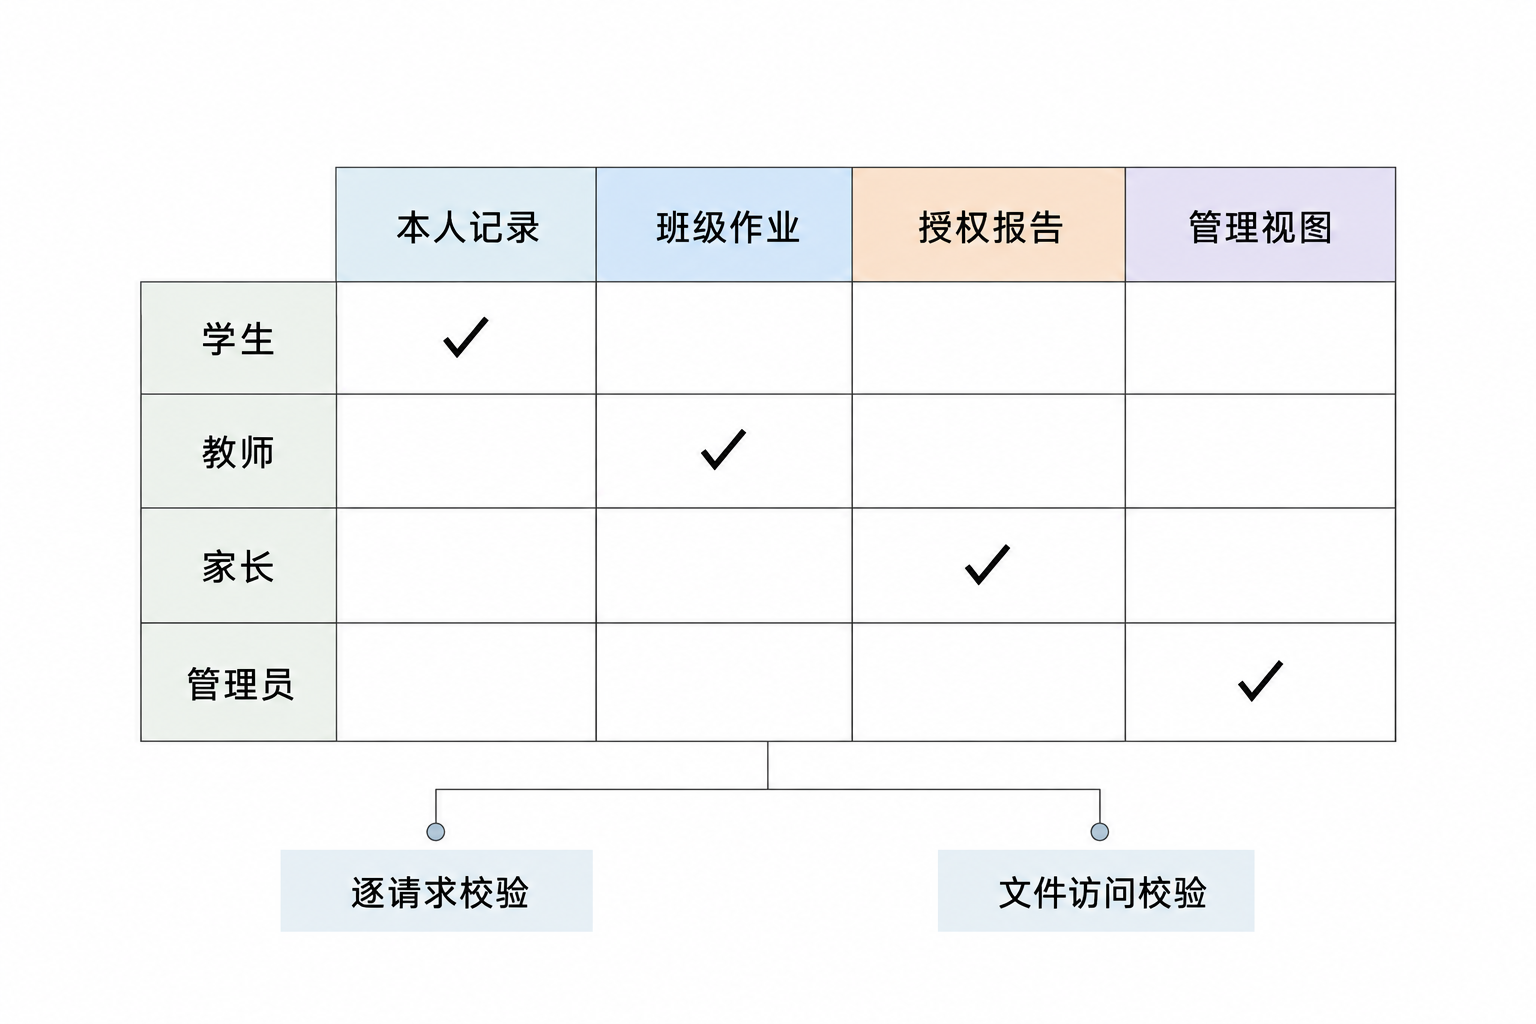 本人记录 班级作业 授权报告 管理视图
学生 ✓
教师 ✓
家长 ✓
管理员 ✓
逐请求校验 文件访问校验